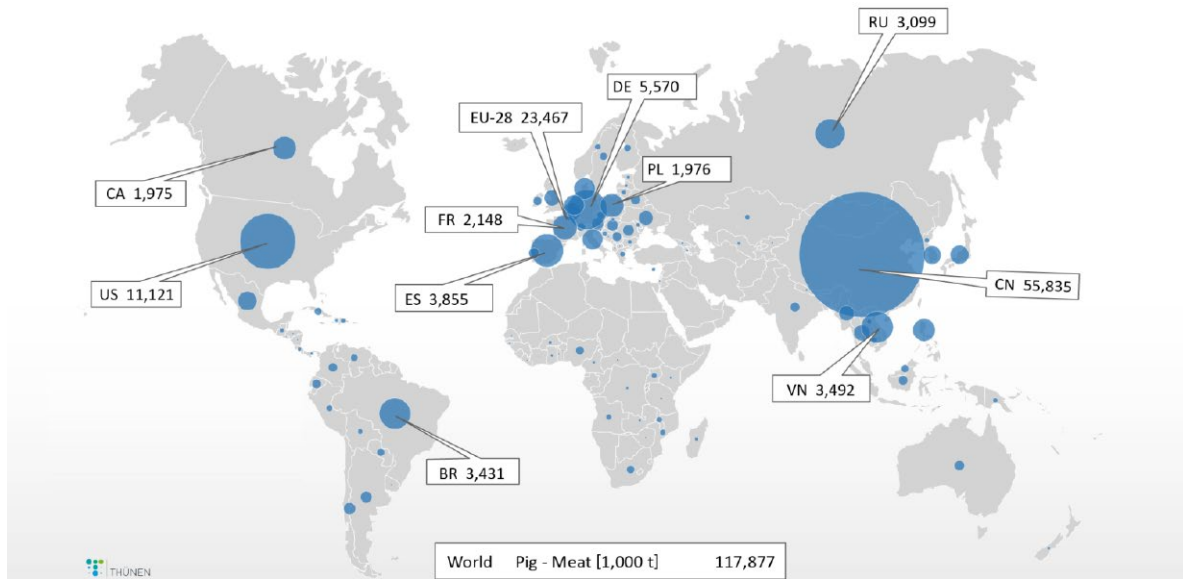 RU 3,099
DE 5,570
EU-28 23,467
PL 1,976
CA 1,975
FR 2,148
US 11,121
ES 3,855
CN 55,835
VN 3,492
BR 3,431
World Pig - Meat [1,000 t] 117,877
THÜNEN